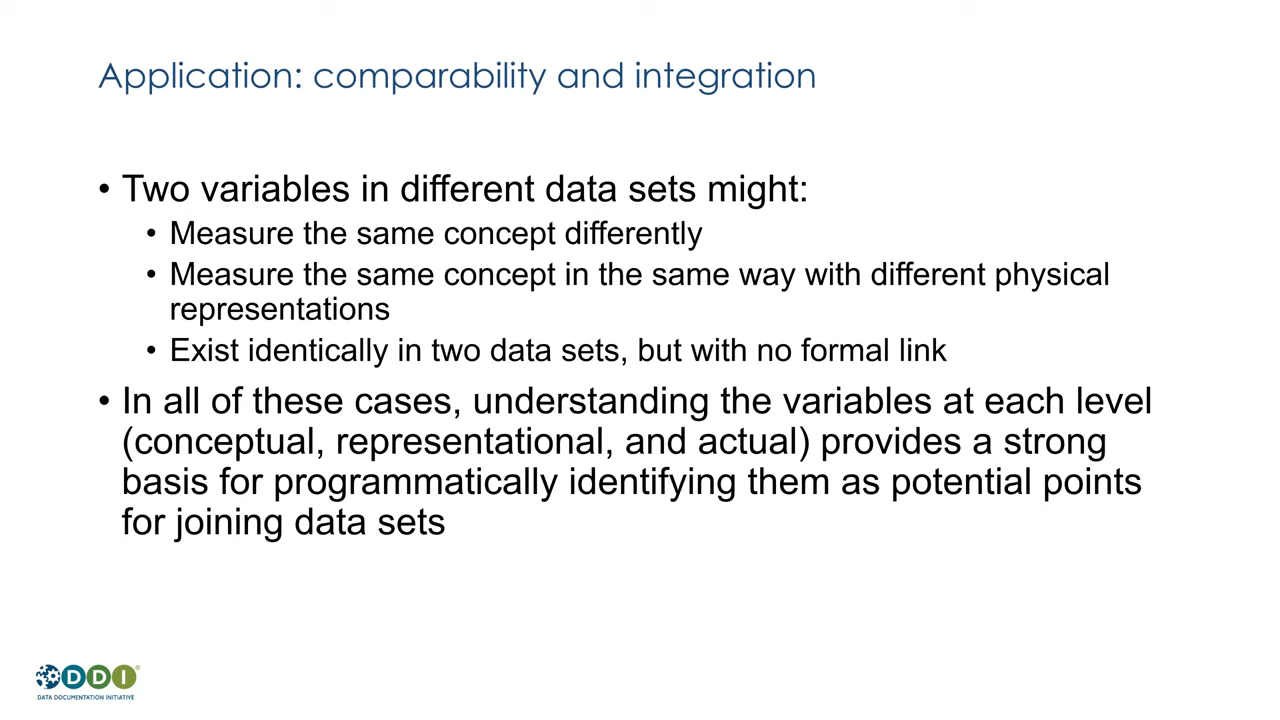 Application: comparability and integration
• Two variables in different data sets might:
• Measure the same concept differently
• Measure the same concept in the same way with different physical
representations
• Exist identically in two data sets, but with no formal link
• In all of these cases, understanding the variables at each level
(conceptual, representational, and actual) provides a strong
basis for programmatically identifying them as potential points
for joining data sets
DDI®
DATA DOCUMENTATION INITIATIVE